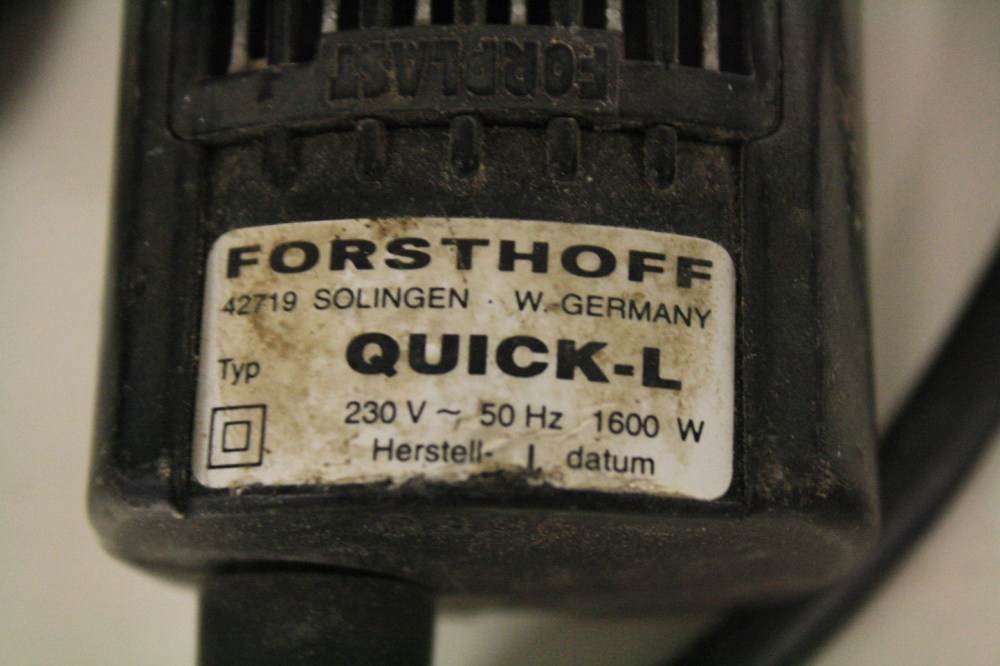 FORPLAST
FORSTHOFF
42719 SOLINGEN · W. GERMANY
Typ QUICK-L
230 V ~ 50 Hz 1600 W
Herstell- datum